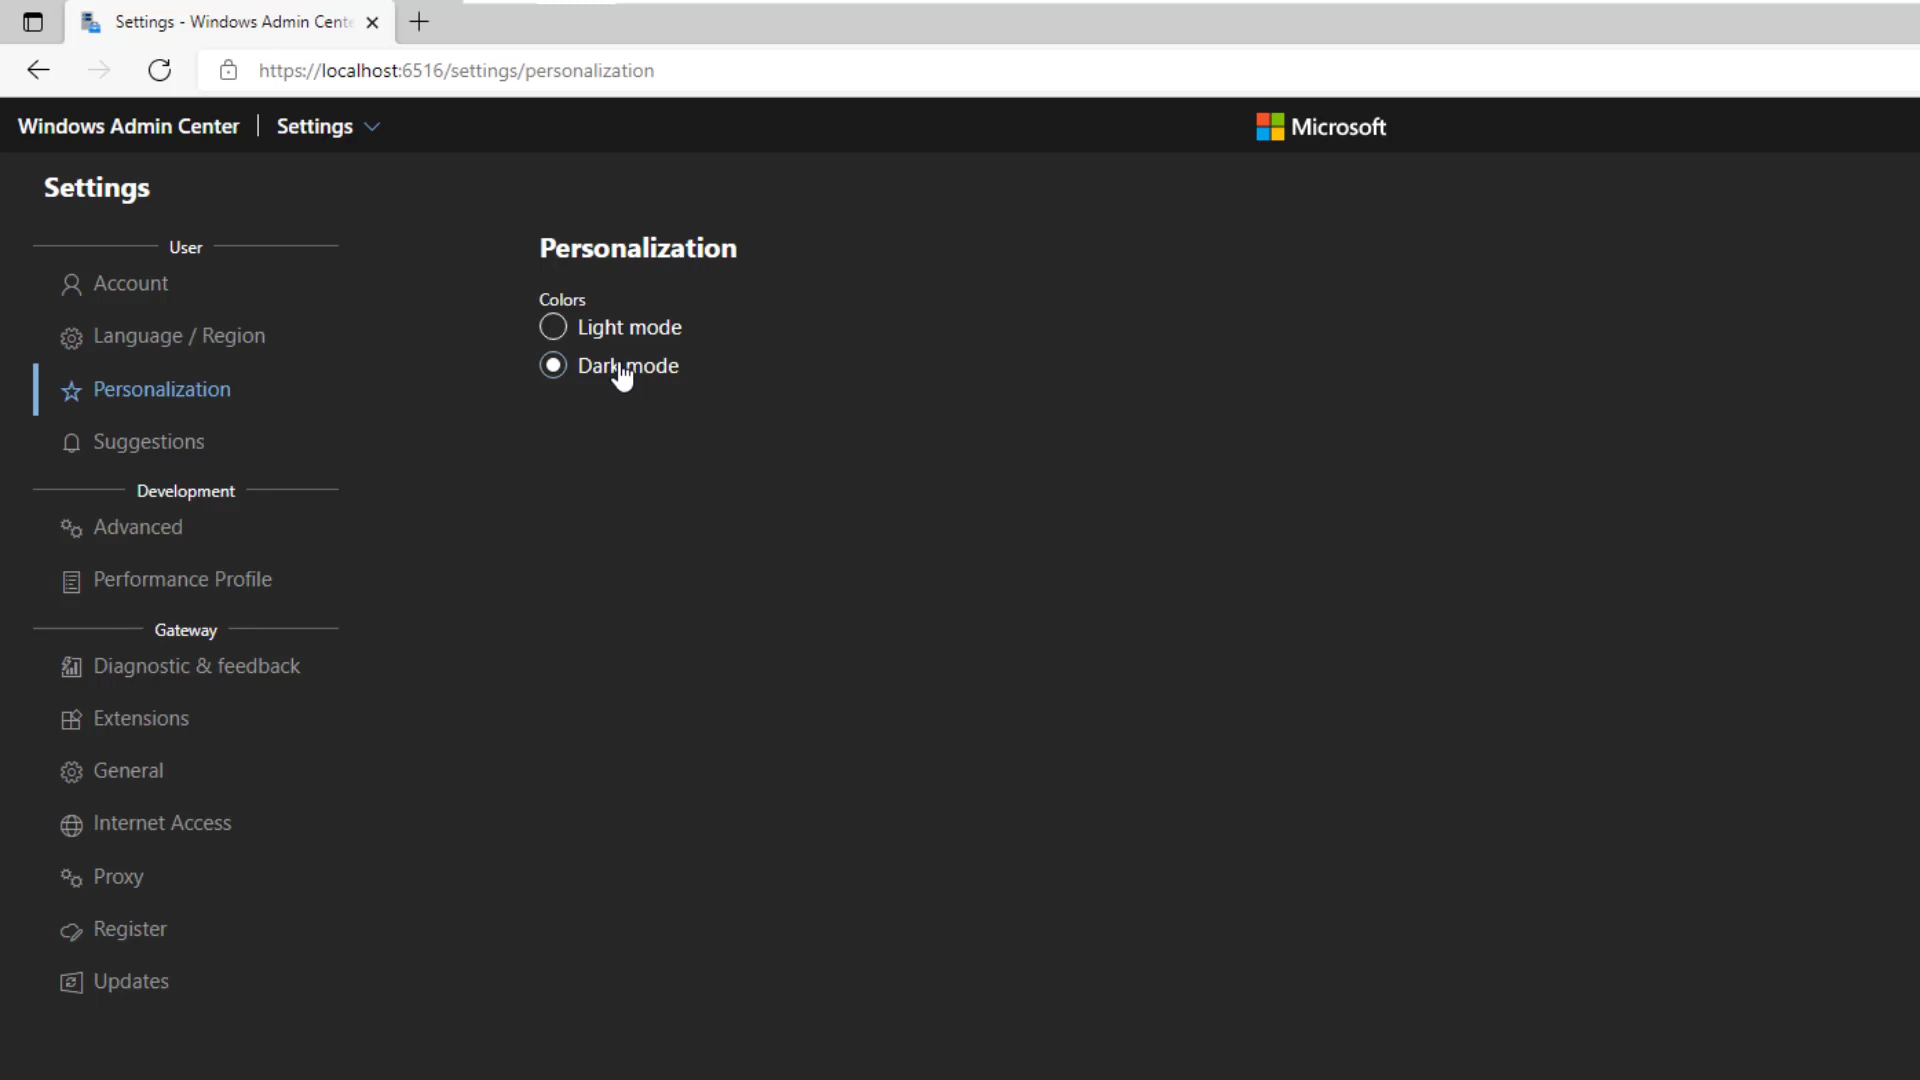 Settings - Windows Admin Cente
https://localhost:6516/settings/personalization
Windows Admin Center | Settings
Microsoft
Settings
User
Account
Language / Region
Personalization
Suggestions
Development
Advanced
Performance Profile
Gateway
Diagnostic & feedback
Extensions
General
Internet Access
Proxy
Register
Updates
Personalization
Colors
Light mode
Dark mode